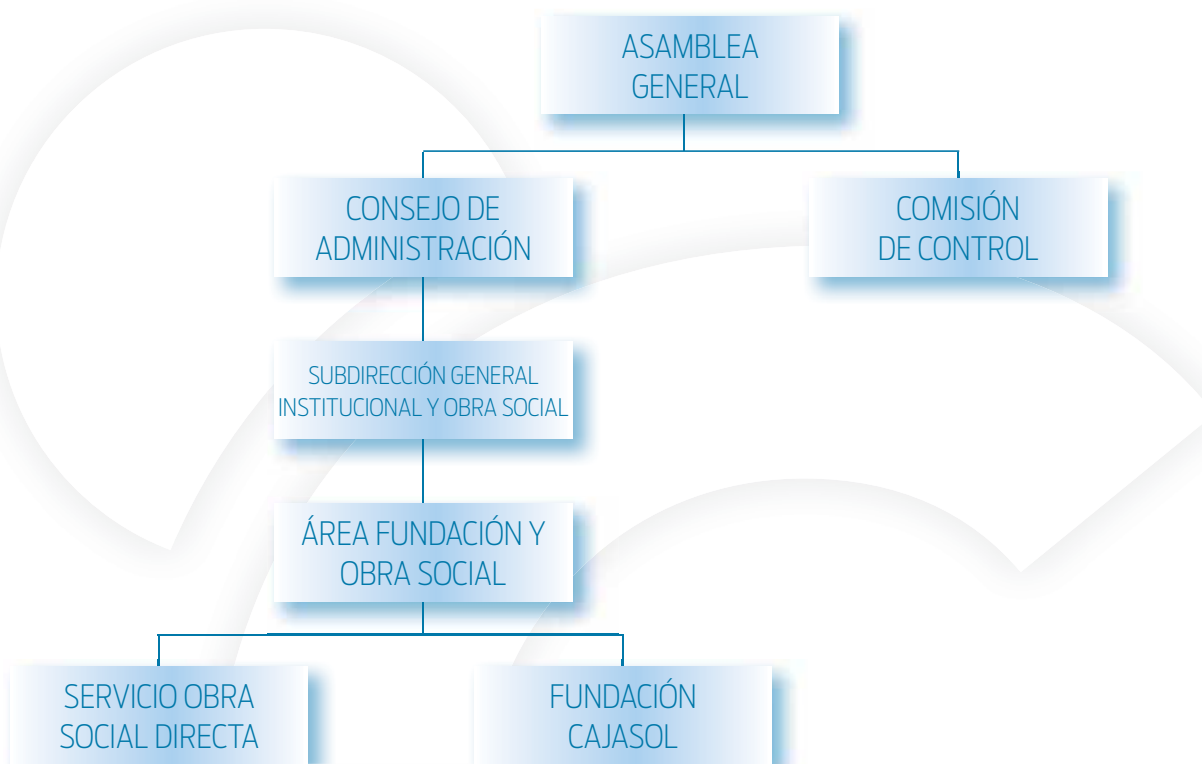 ASAMBLEA
GENERAL
CONSEJO DE
ADMINISTRACIÓN
COMISIÓN
DE CONTROL
SUBDIRECCIÓN GENERAL
INSTITUCIONAL Y OBRA SOCIAL
ÁREA FUNDACIÓN Y
OBRA SOCIAL
SERVICIO OBRA
SOCIAL DIRECTA
FUNDACIÓN
CAJASOL